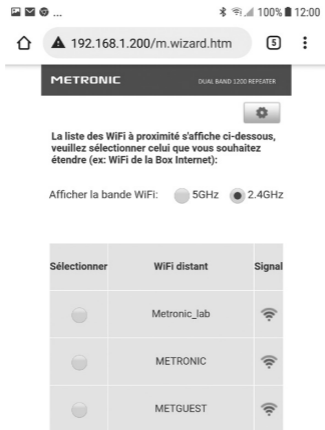 ... 100% 12:00
192.168.1.200/m.wizard.htm 5
METRONIC DUAL BAND 1200 REPEATER
La liste des WiFi à proximité s'affiche ci-dessous,
veuillez sélectionner celui que vous souhaitez
étendre (ex: WiFi de la Box Internet):
Afficher la bande WiFi: 5GHz 2.4GHz
Sélectionner WiFi distant Signal
Metronic_lab
METRONIC
METGUEST